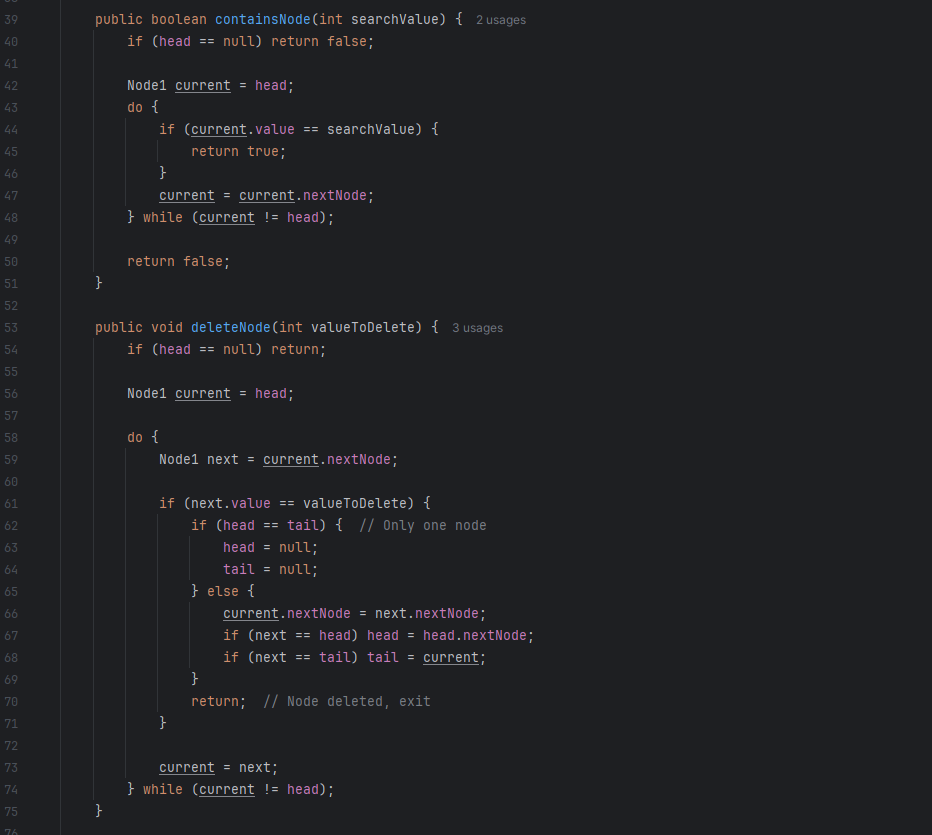 39 public boolean containsNode(int searchValue) { 2 usages
40 if (head == null) return false;
41
42 Node1 current = head;
43 do {
44 if (current.value == searchValue) {
45 return true;
46 }
47 current = current.nextNode;
48 } while (current != head);
49
50 return false;
51 }
52
53 public void deleteNode(int valueToDelete) { 3 usages
54 if (head == null) return;
55
56 Node1 current = head;
57
58 do {
59 Node1 next = current.nextNode;
60
61 if (next.value == valueToDelete) {
62 if (head == tail) { // Only one node
63 head = null;
64 tail = null;
65 } else {
66 current.nextNode = next.nextNode;
67 if (next == head) head = head.nextNode;
68 if (next == tail) tail = current;
69 }
70 return; // Node deleted, exit
71 }
72
73 current = next;
74 } while (current != head);
75 }
76